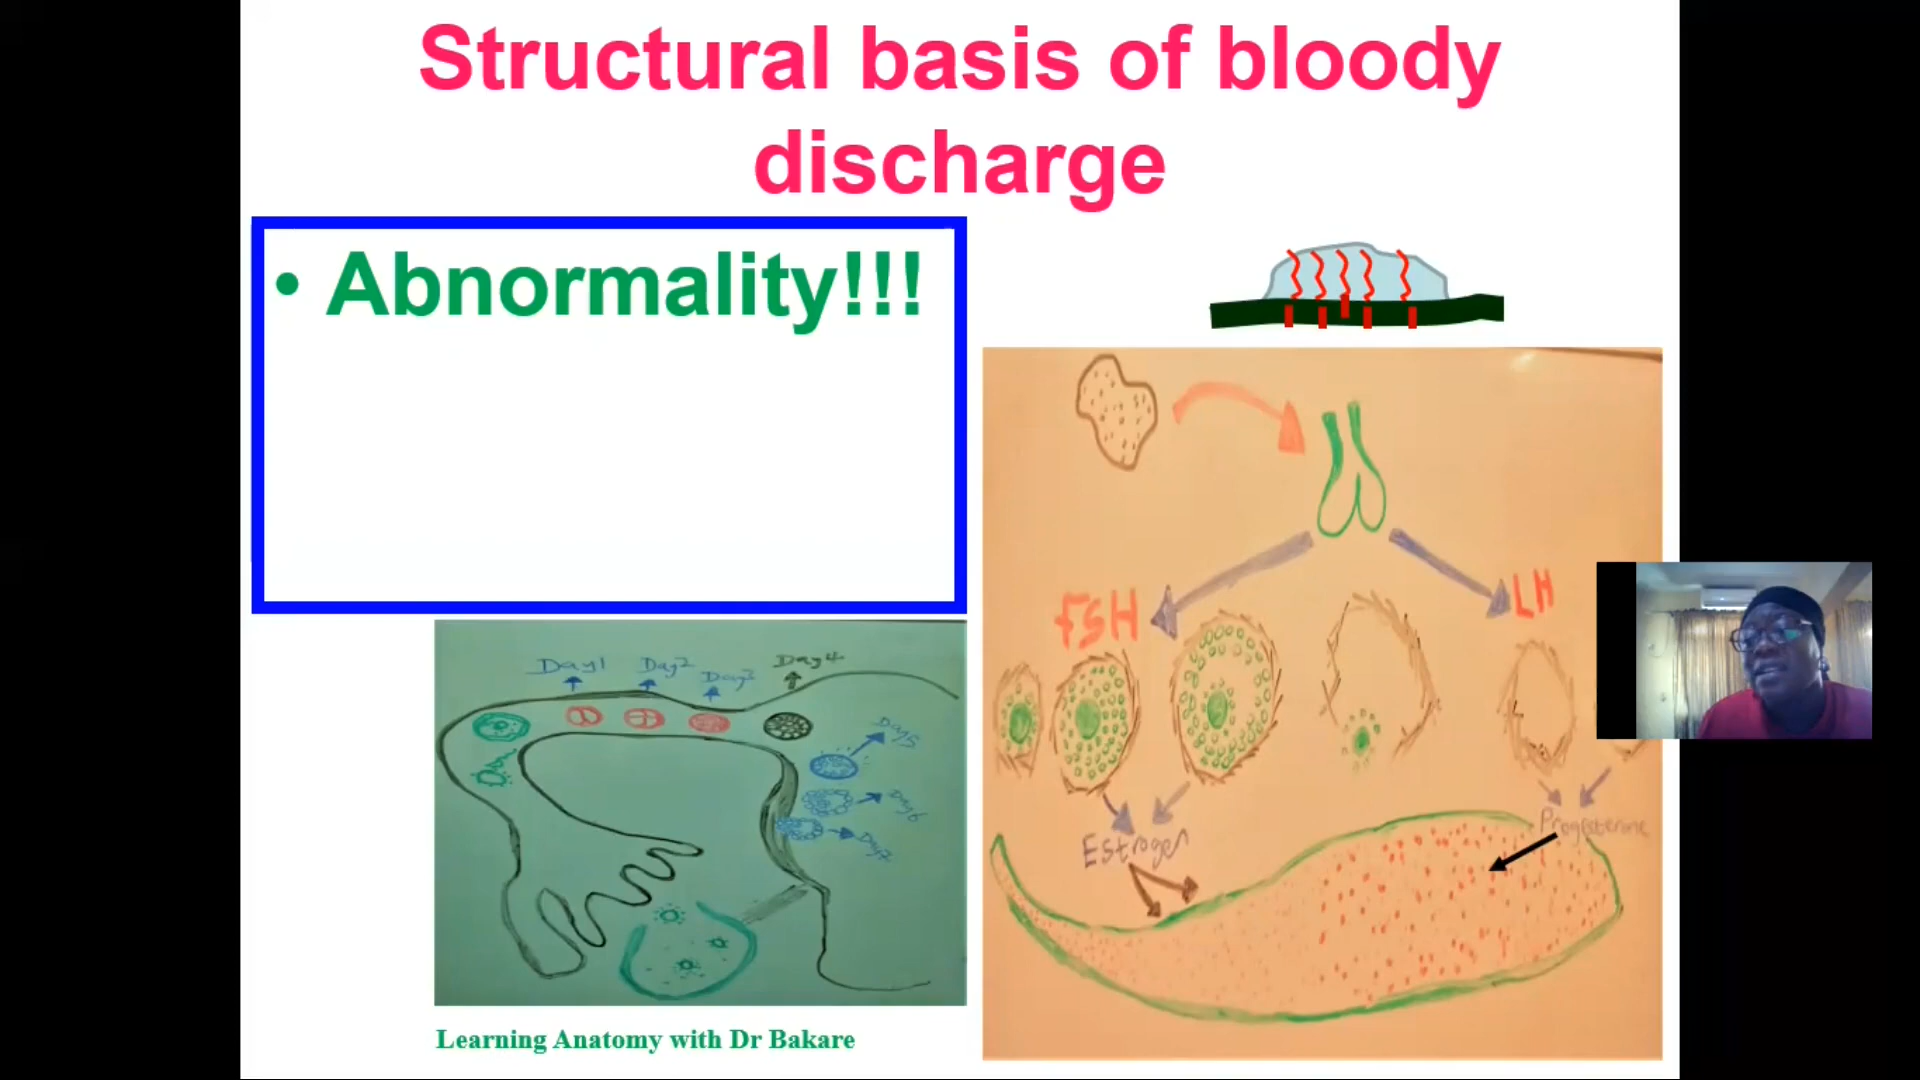 Structural basis of bloody
discharge
• Abnormality!!!
FSH
LH
Estrogen
Progesterine
Day1
Day2
Day3
Day4
Day5
Day6
Day7
Learning Anatomy with Dr Bakare